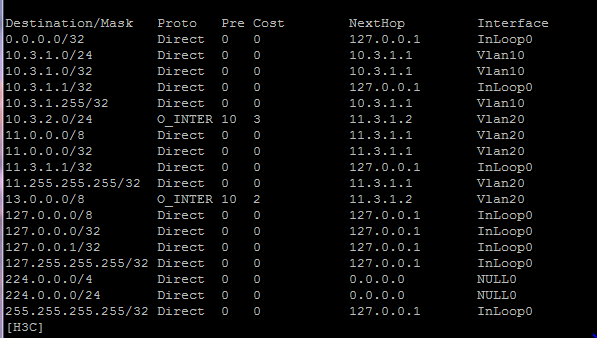 Destination/Mask Proto Pre Cost NextHop Interface
0.0.0.0/32 Direct 0 0 127.0.0.1 InLoop0
10.3.1.0/24 Direct 0 0 10.3.1.1 Vlan10
10.3.1.0/32 Direct 0 0 10.3.1.1 Vlan10
10.3.1.1/32 Direct 0 0 127.0.0.1 InLoop0
10.3.1.255/32 Direct 0 0 10.3.1.1 Vlan10
10.3.2.0/24 O_INTER 10 3 11.3.1.2 Vlan20
11.0.0.0/8 Direct 0 0 11.3.1.1 Vlan20
11.0.0.0/32 Direct 0 0 11.3.1.1 Vlan20
11.3.1.1/32 Direct 0 0 127.0.0.1 InLoop0
11.255.255.255/32 Direct 0 0 11.3.1.1 Vlan20
13.0.0.0/8 O_INTER 10 2 11.3.1.2 Vlan20
127.0.0.0/8 Direct 0 0 127.0.0.1 InLoop0
127.0.0.0/32 Direct 0 0 127.0.0.1 InLoop0
127.0.0.1/32 Direct 0 0 127.0.0.1 InLoop0
127.255.255.255/32 Direct 0 0 127.0.0.1 InLoop0
224.0.0.0/4 Direct 0 0 0.0.0.0 NULL0
224.0.0.0/24 Direct 0 0 0.0.0.0 NULL0
255.255.255.255/32 Direct 0 0 127.0.0.1 InLoop0
[H3C]